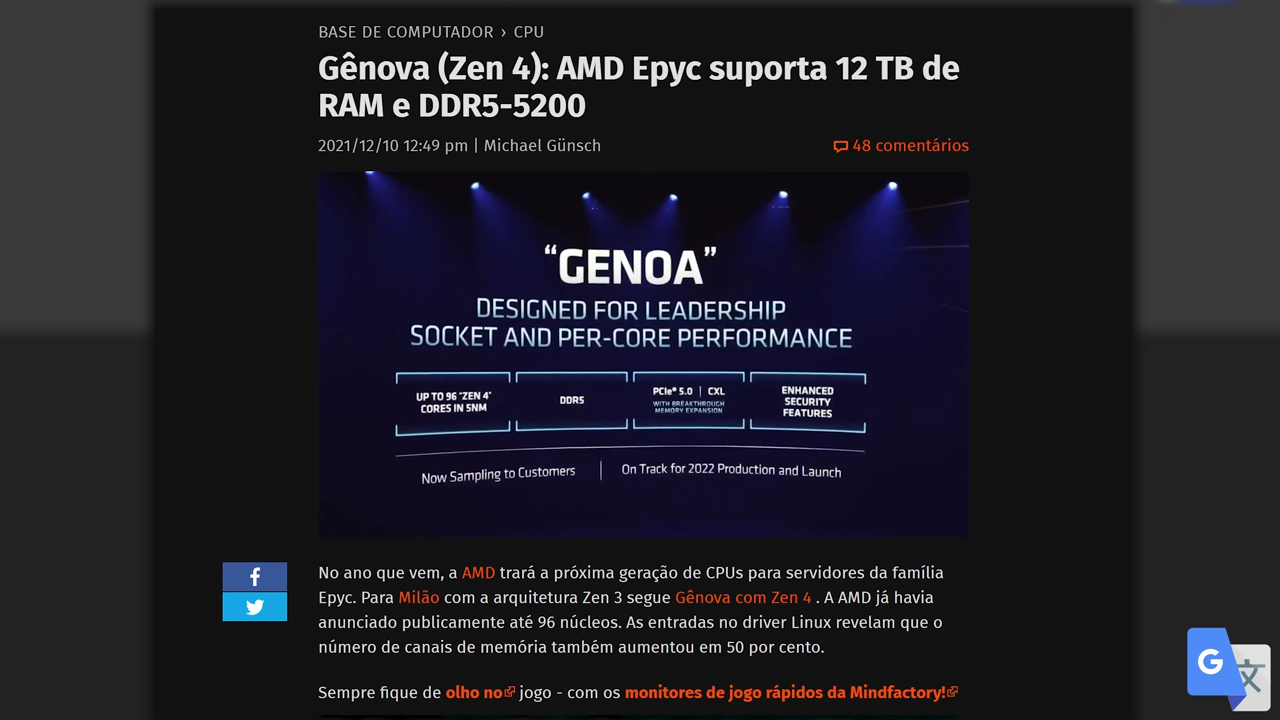 BASE DE COMPUTADOR › CPU
Gênova (Zen 4): AMD Epyc suporta 12 TB de
RAM e DDR5-5200
2021/12/10 12:49 pm | Michael Günsch
48 comentários
“GENOA”
DESIGNED FOR LEADERSHIP
SOCKET AND PER-CORE PERFORMANCE
UP TO 96 "ZEN 4"
CORES IN 5NM
DDR5
PCIe® 5.0 | CXL
WITH BREAKTHROUGH
MEMORY EXPANSION
ENHANCED
SECURITY
FEATURES
Now Sampling to Customers
On Track for 2022 Production and Launch
No ano que vem, a AMD trará a próxima geração de CPUs para servidores da família
Epyc. Para Milão com a arquitetura Zen 3 segue Gênova com Zen 4 . A AMD já havia
anunciado publicamente até 96 núcleos. As entradas no driver Linux revelam que o
número de canais de memória também aumentou em 50 por cento.
Sempre fique de olho no jogo - com os monitores de jogo rápidos da Mindfactory!
G
文